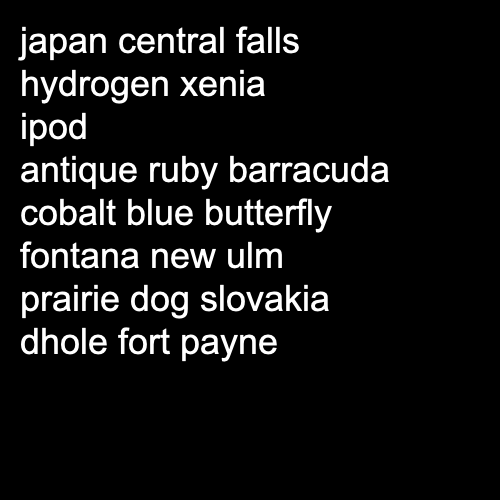 japan central falls
hydrogen xenia
ipod
antique ruby barracuda
cobalt blue butterfly
fontana new ulm
prairie dog slovakia
dhole fort payne